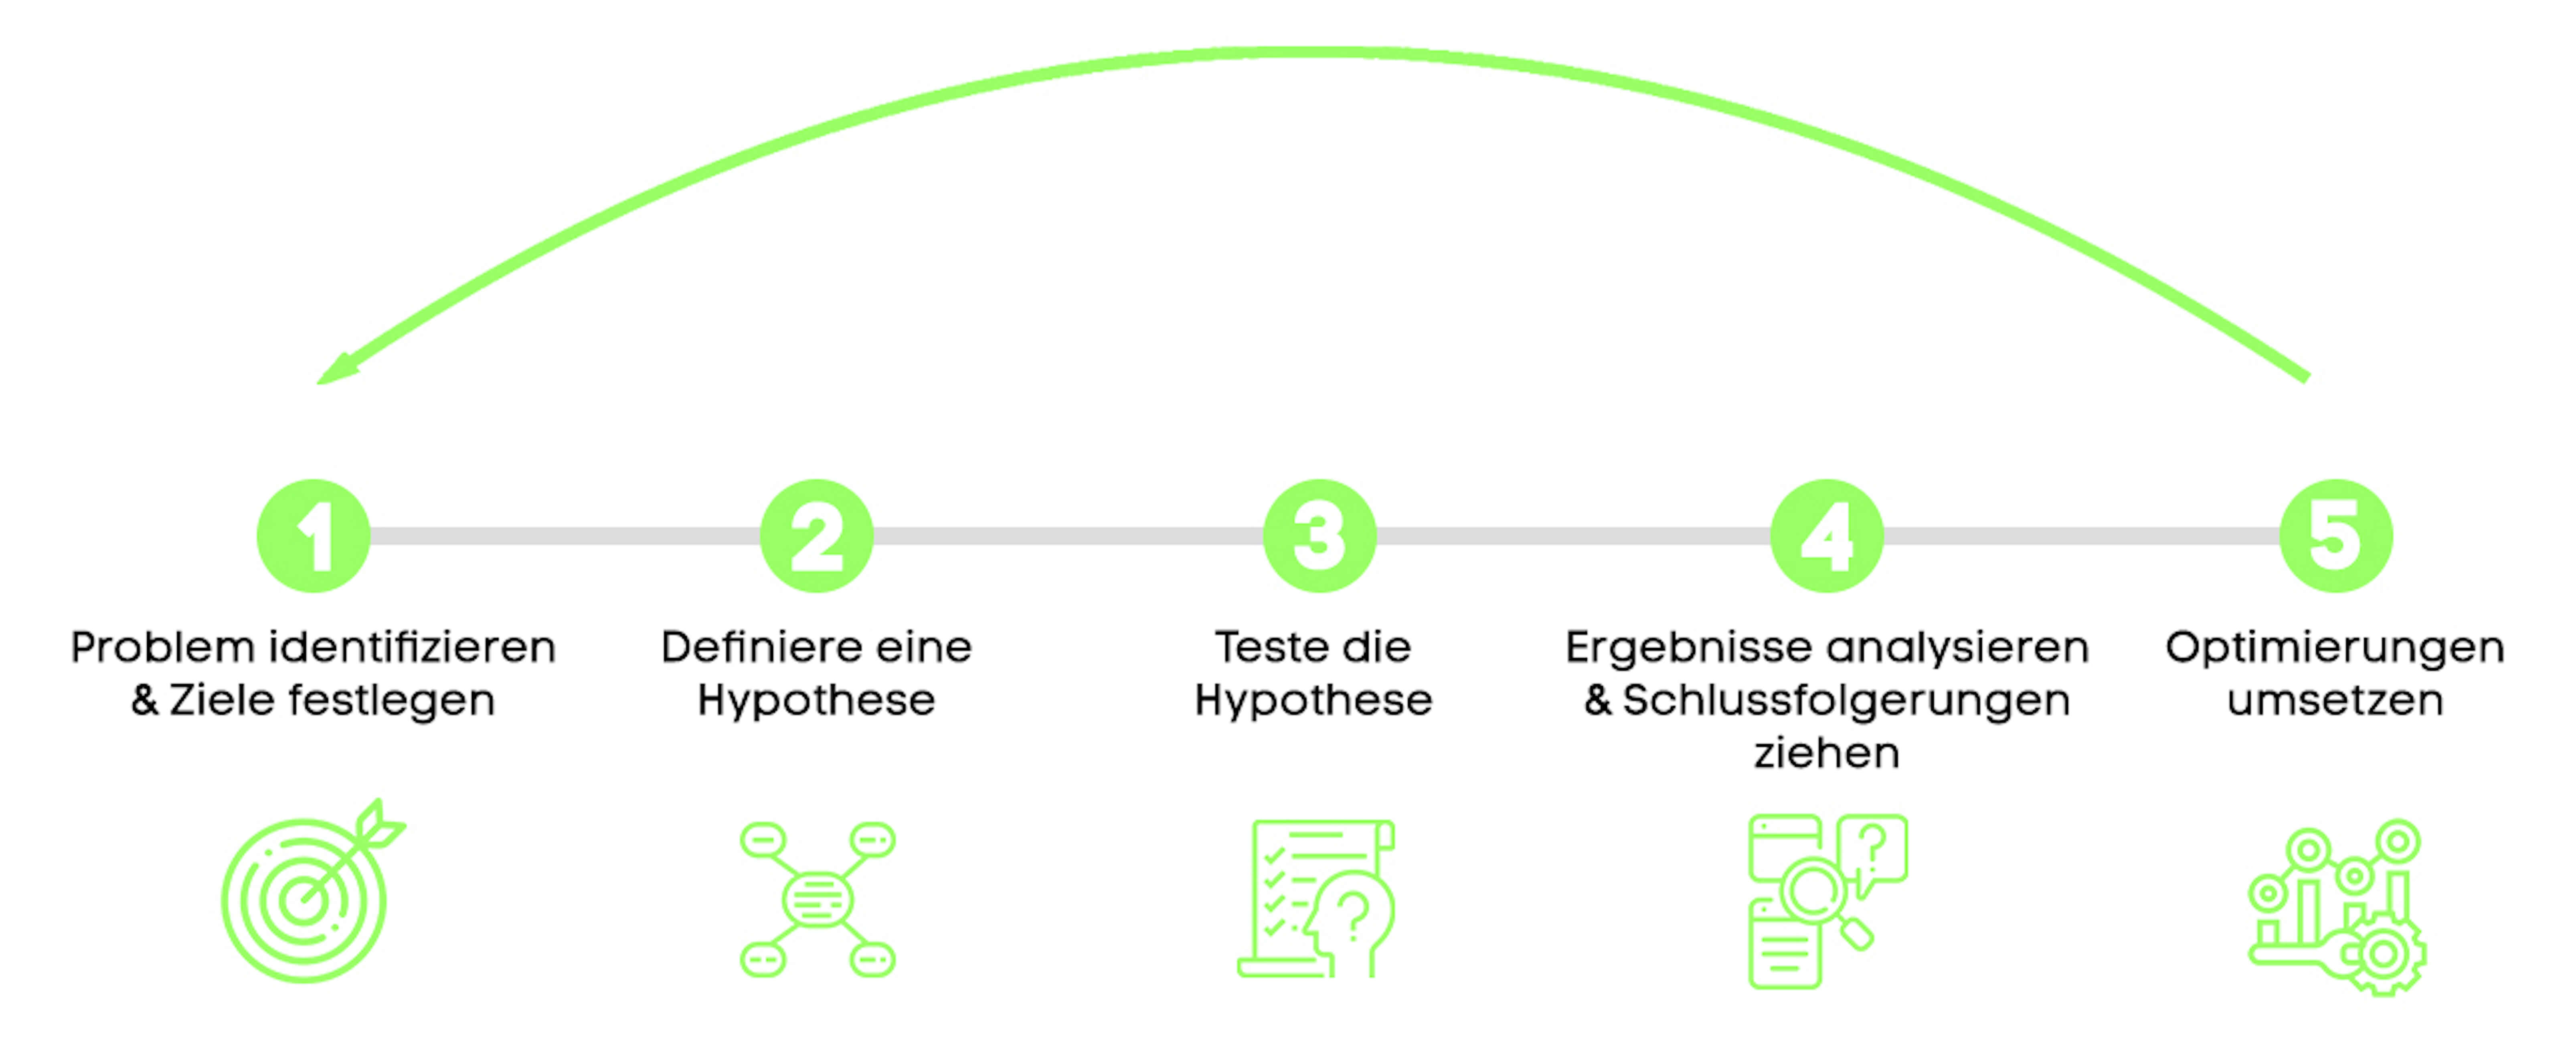 1
2
3
4
5
Problem identifizieren
& Ziele festlegen
Definiere eine
Hypothese
Teste die
Hypothese
Ergebnisse analysieren
& Schlussfolgerungen
ziehen
Optimierungen
umsetzen
?
?